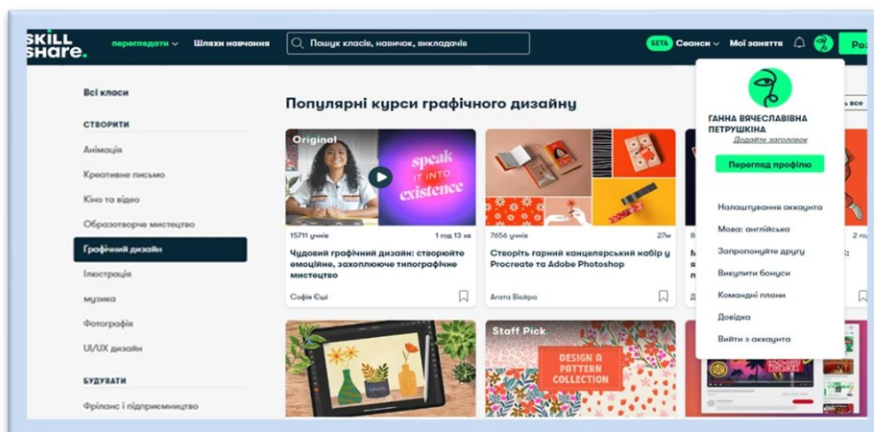 SKILL
SHare.
переглядати
Шляхи навчання
Пошук класів, навичок, викладачів
БЕТА Сеанси
Мої заняття
Всі класи
СТВОРИТИ
Анімація
Креативне письмо
Кіно та відео
Образотворче мистецтво
Графічний дизайн
Ілюстрація
музика
Фотографія
UI/UX дизайн
БУДУВАТИ
Фріланс і підприємництво
Популярні курси графічного дизайну
все
Original
speak
IT INTO
existence
15711 учнів
1 год 13 хв
Чудовий графічний дизайн: створюйте
емоційне, захоплююче типографічне
мистецтво
Софія Єші
7656 учнів
27м
Створіть гарний канцелярський набір у
Procreate та Adobe Photoshop
Агата Вієйра
Staff Pick
DESIGN A
PATTERN
COLLECTION
ГАННА ВЯЧЕСЛАВІВНА
ПЕТРУШКІНА
Додайте заголовок
Перегляд профілю
Налаштування аккаунта
Мова: англійська
Запропонуйте другу
Викупити бонуси
Командні плани
Довідка
Вийти з аккаунта